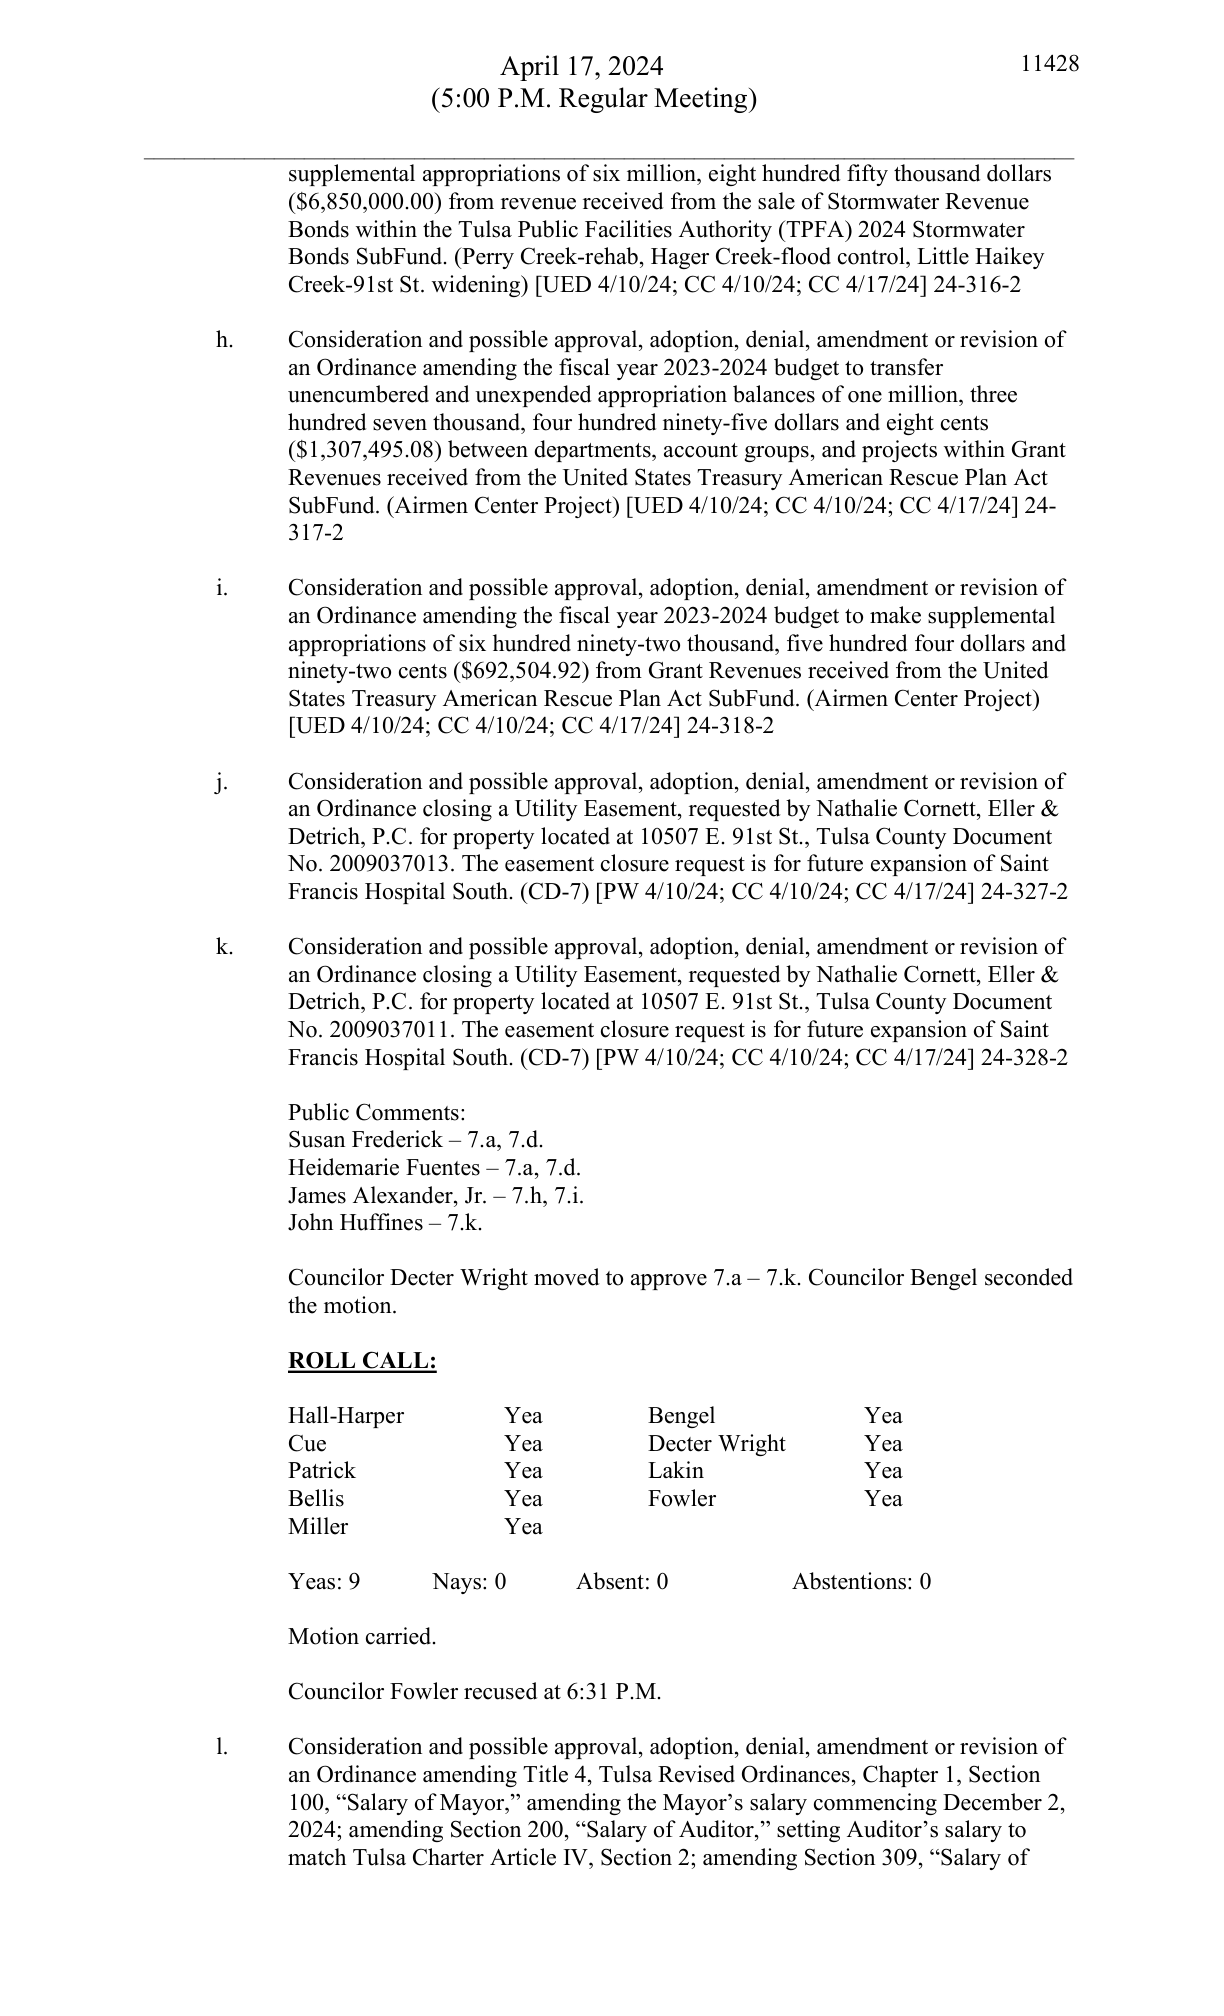 April 17, 2024
11428
(5:00 P.M. Regular Meeting)
supplemental appropriations of six million, eight hundred fifty thousand dollars
($6,850,000.00) from revenue received from the sale of Stormwater Revenue
Bonds within the Tulsa Public Facilities Authority (TPFA) 2024 Stormwater
Bonds SubFund. (Perry Creek-rehab, Hager Creek-flood control, Little Haikey
Creek-91st St. widening) [UED 4/10/24; CC 4/10/24; CC 4/17/24] 24-316-2
h. Consideration and possible approval, adoption, denial, amendment or revision of
an Ordinance amending the fiscal year 2023-2024 budget to transfer
unencumbered and unexpended appropriation balances of one million, three
hundred seven thousand, four hundred ninety-five dollars and eight cents
($1,307,495.08) between departments, account groups, and projects within Grant
Revenues received from the United States Treasury American Rescue Plan Act
SubFund. (Airmen Center Project) [UED 4/10/24; CC 4/10/24; CC 4/17/24] 24-
317-2
i. Consideration and possible approval, adoption, denial, amendment or revision of
an Ordinance amending the fiscal year 2023-2024 budget to make supplemental
appropriations of six hundred ninety-two thousand, five hundred four dollars and
ninety-two cents ($692,504.92) from Grant Revenues received from the United
States Treasury American Rescue Plan Act SubFund. (Airmen Center Project)
[UED 4/10/24; CC 4/10/24; CC 4/17/24] 24-318-2
j. Consideration and possible approval, adoption, denial, amendment or revision of
an Ordinance closing a Utility Easement, requested by Nathalie Cornett, Eller &
Detrich, P.C. for property located at 10507 E. 91st St., Tulsa County Document
No. 2009037013. The easement closure request is for future expansion of Saint
Francis Hospital South. (CD-7) [PW 4/10/24; CC 4/10/24; CC 4/17/24] 24-327-2
k. Consideration and possible approval, adoption, denial, amendment or revision of
an Ordinance closing a Utility Easement, requested by Nathalie Cornett, Eller &
Detrich, P.C. for property located at 10507 E. 91st St., Tulsa County Document
No. 2009037011. The easement closure request is for future expansion of Saint
Francis Hospital South. (CD-7) [PW 4/10/24; CC 4/10/24; CC 4/17/24] 24-328-2
Public Comments:
Susan Frederick – 7.a, 7.d.
Heidemarie Fuentes – 7.a, 7.d.
James Alexander, Jr. – 7.h, 7.i.
John Huffines – 7.k.
Councilor Decter Wright moved to approve 7.a – 7.k. Councilor Bengel seconded
the motion.
ROLL CALL:
Hall-Harper Yea Bengel Yea
Cue Yea Decter Wright Yea
Patrick Yea Lakin Yea
Bellis Yea Fowler Yea
Miller Yea
Yeas: 9 Nays: 0 Absent: 0 Abstentions: 0
Motion carried.
Councilor Fowler recused at 6:31 P.M.
l. Consideration and possible approval, adoption, denial, amendment or revision of
an Ordinance amending Title 4, Tulsa Revised Ordinances, Chapter 1, Section
100, “Salary of Mayor,” amending the Mayor’s salary commencing December 2,
2024; amending Section 200, “Salary of Auditor,” setting Auditor’s salary to
match Tulsa Charter Article IV, Section 2; amending Section 309, “Salary of